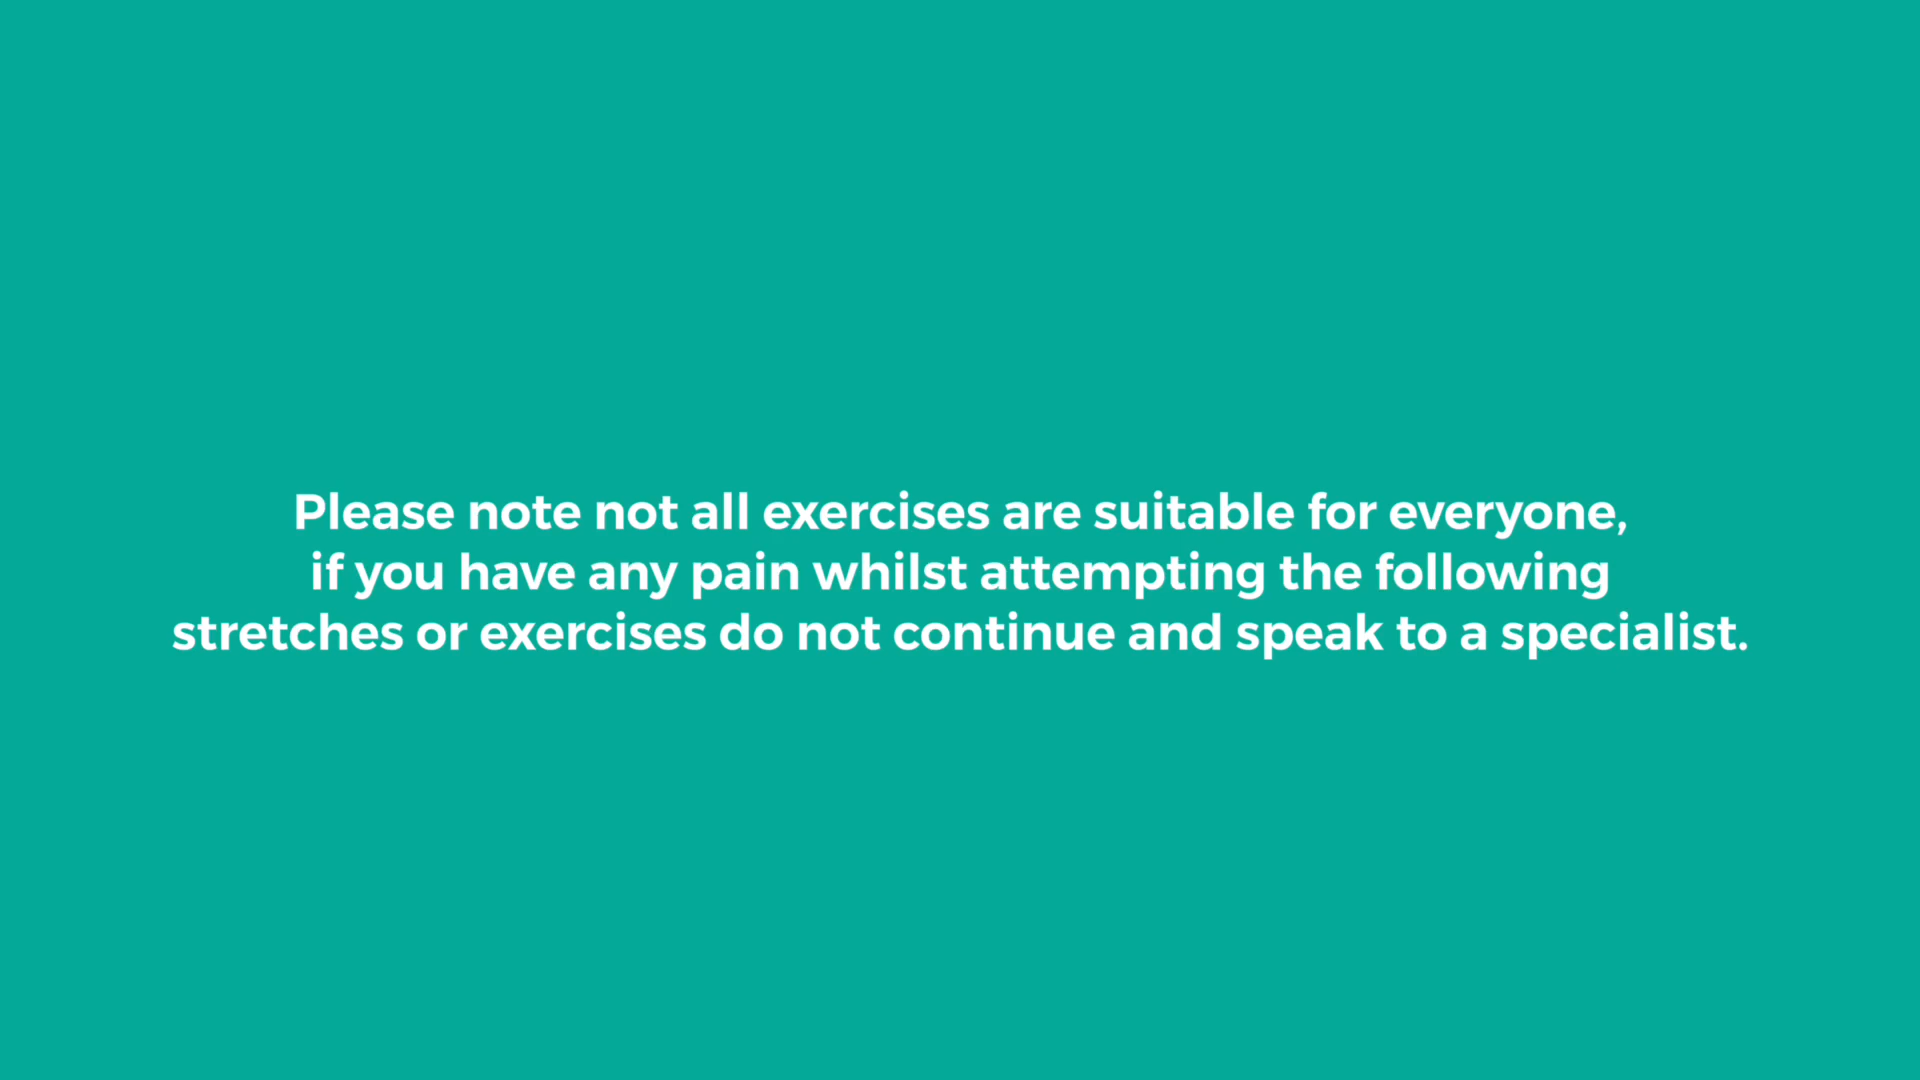 Please note not all exercises are suitable for everyone,
if you have any pain whilst attempting the following
stretches or exercises do not continue and speak to a specialist.